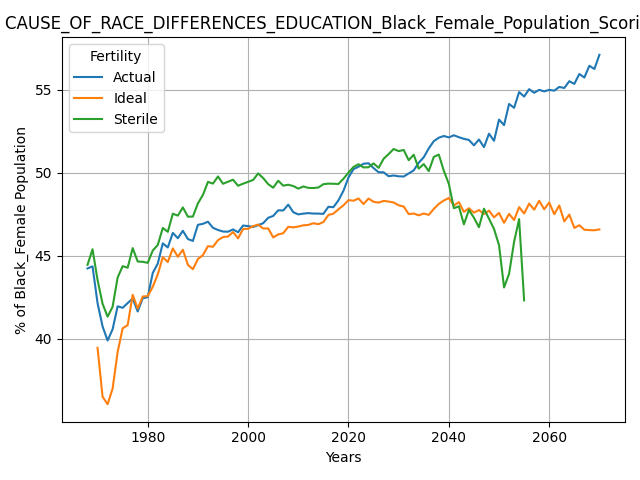 CAUSE_OF_RACE_DIFFERENCES_EDUCATION_Black_Female_Population_Scori
Fertility
Actual
Ideal
Sterile
% of Black_Female Population
55
50
45
40
1980 2000 2020 2040 2060
Years